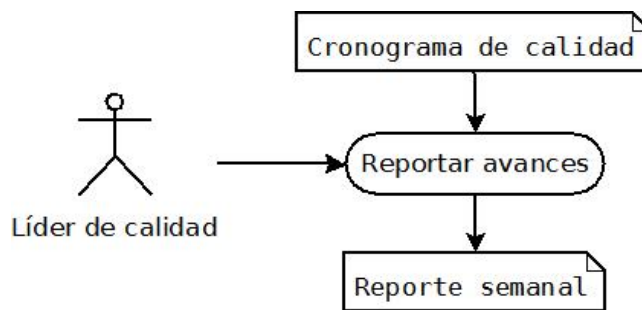 Cronograma de calidad
Reportar avances
Líder de calidad
Reporte semanal